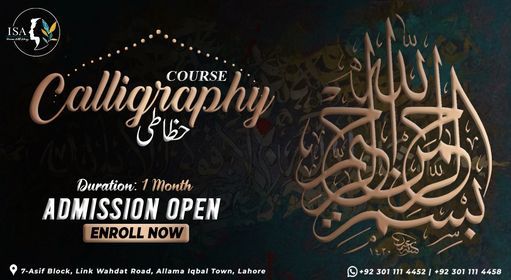 ISA
COURSE
Calligraphy
خطاطی
بسم الله الرحمن الرحيم
Duration: 1 Month
ADMISSION OPEN
ENROLL NOW
7-Asif Block, Link Wahdat Road, Allama Iqbal Town, Lahore
+92 301 111 4452 | +92 301 111 4458